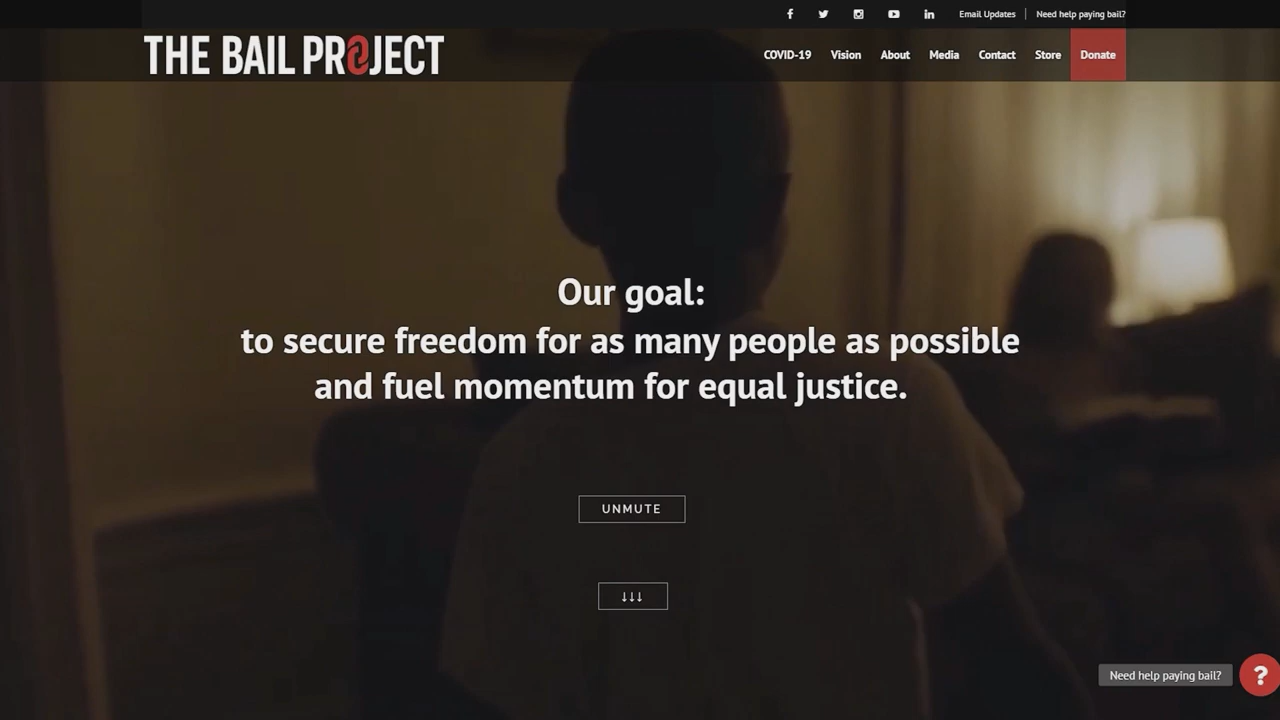 Email Updates
Need help paying bail?
THE BAIL PROJECT
COVID-19
Vision
About
Media
Contact
Store
Donate
Our goal:
to secure freedom for as many people as possible
and fuel momentum for equal justice.
UNMUTE
↓↓↓
Need help paying bail?
?